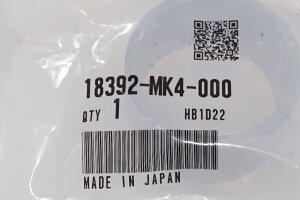 18392-MK4-000
QTY 1 HB1D22
MADE IN JAPAN